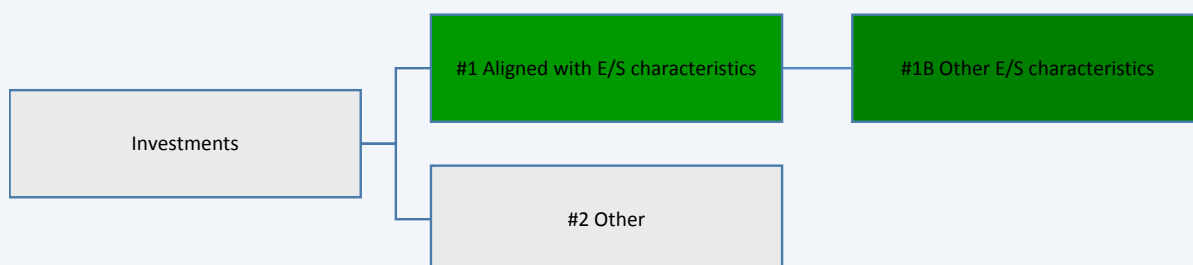 #1 Aligned with E/S characteristics
#1B Other E/S characteristics
Investments
#2 Other